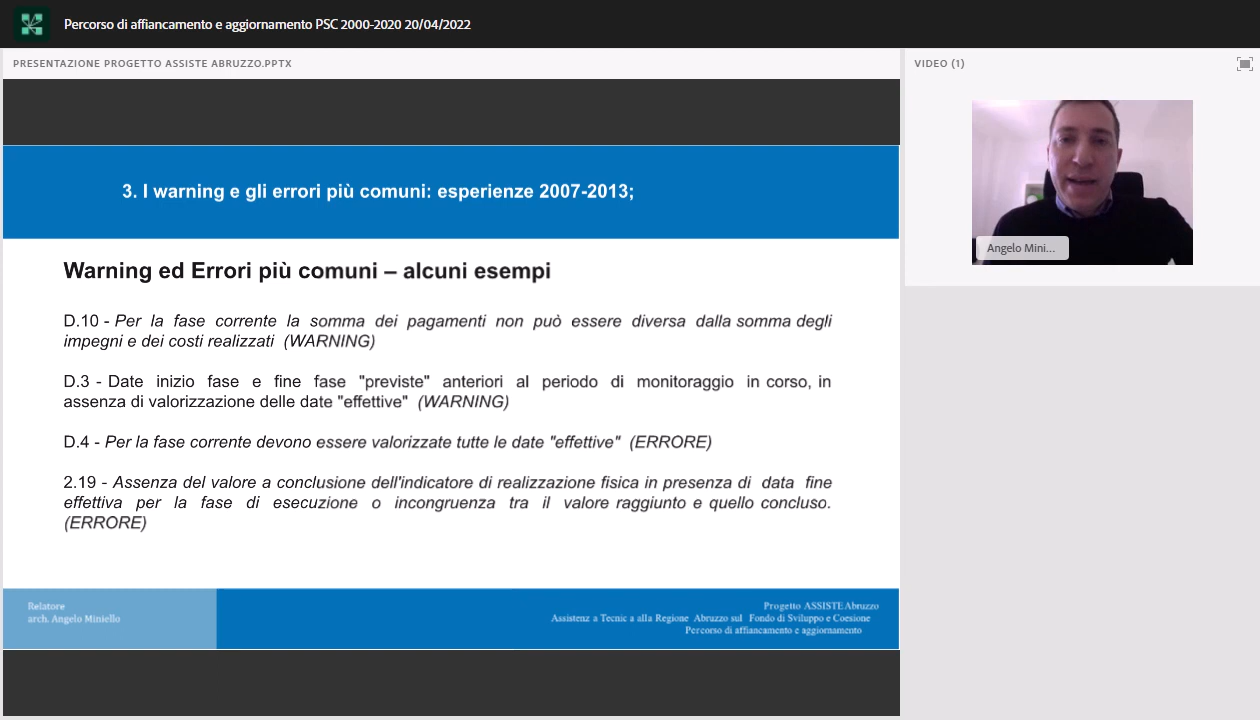 Percorso di affiancamento e aggiornamento PSC 2000-2020 20/04/2022
PRESENTAZIONE PROGETTO ASSISTE ABRUZZO.PPTX
VIDEO (1)
3. I warning e gli errori più comuni: esperienze 2007-2013;
Warning ed Errori più comuni – alcuni esempi
D.10 - Per la fase corrente la somma dei pagamenti non può essere diversa dalla somma degli
impegni e dei costi realizzati (WARNING)
D.3 - Date inizio fase e fine fase "previste" anteriori al periodo di monitoraggio in corso, in
assenza di valorizzazione delle date "effettive" (WARNING)
D.4 - Per la fase corrente devono essere valorizzate tutte le date "effettive" (ERRORE)
2.19 - Assenza del valore a conclusione dell'indicatore di realizzazione fisica in presenza di data fine
effettiva per la fase di esecuzione o incongruenza tra il valore raggiunto e quello concluso.
(ERRORE)
Relatore
arch. Angelo Miniello
Progetto ASSISTE Abruzzo
Assistenz a Tecnic a alla Regione Abruzzo sul Fondo di Sviluppo e Coesione
Percorso di affiancamento e aggiornamento
Angelo Mini...